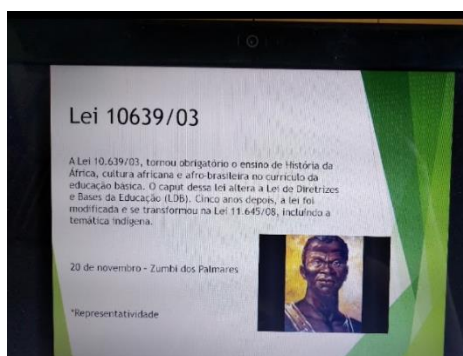 Lei 10639/03
A Lei 10.639/03, tornou obrigatório o ensino de História da
África, cultura africana e afro-brasileira no currículo da
educação básica. O caput dessa lei altera a Lei de Diretrizes
e Bases da Educação (LDB). Cinco anos depois, a lei foi
modificada e se transformou na Lei 11.645/08, incluindo a
temática indígena.
20 de novembro - Zumbi dos Palmares
*Representatividade